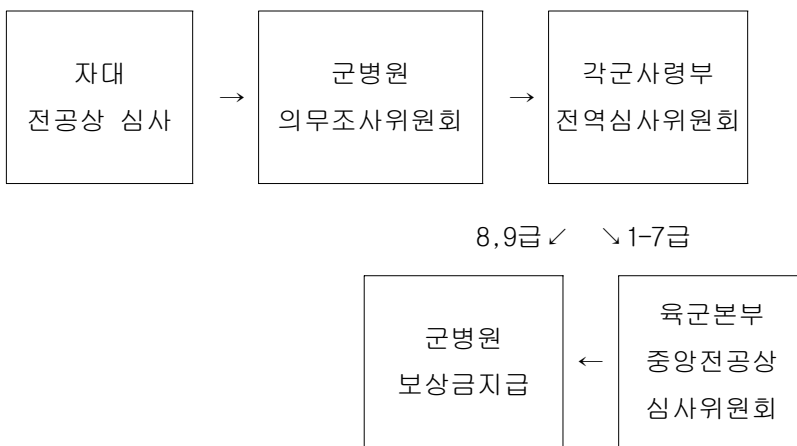 자대
전공상 심사
→
군병원
의무조사위원회
→
각군사령부
전역심사위원회
8,9급↙ ↘1-7급
군병원
보상금지급
←
육군본부
중앙전공상
심사위원회